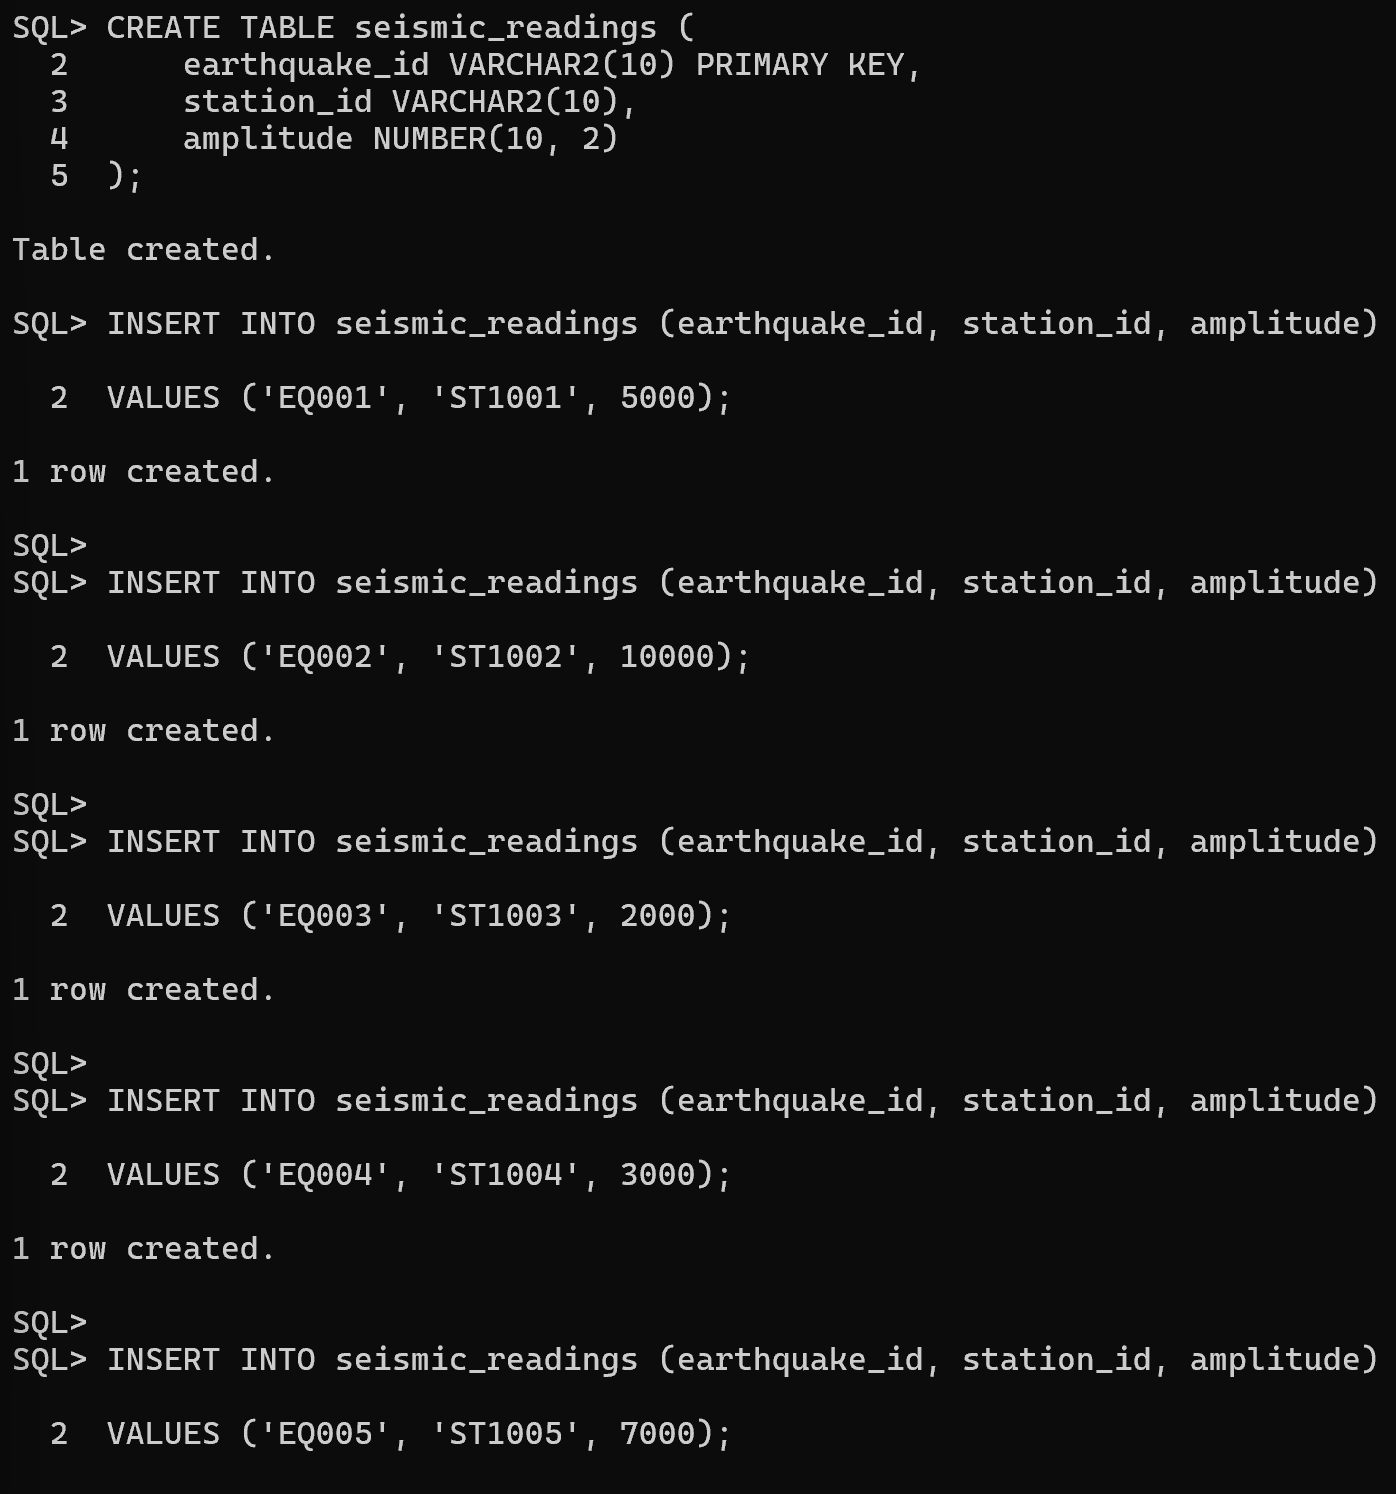 SQL> CREATE TABLE seismic_readings (
  2      earthquake_id VARCHAR2(10) PRIMARY KEY,
  3      station_id VARCHAR2(10),
  4      amplitude NUMBER(10, 2)
  5  );
Table created.
SQL> INSERT INTO seismic_readings (earthquake_id, station_id, amplitude)
  2  VALUES ('EQ001', 'ST1001', 5000);
1 row created.
SQL>
SQL> INSERT INTO seismic_readings (earthquake_id, station_id, amplitude)
  2  VALUES ('EQ002', 'ST1002', 10000);
1 row created.
SQL>
SQL> INSERT INTO seismic_readings (earthquake_id, station_id, amplitude)
  2  VALUES ('EQ003', 'ST1003', 2000);
1 row created.
SQL>
SQL> INSERT INTO seismic_readings (earthquake_id, station_id, amplitude)
  2  VALUES ('EQ004', 'ST1004', 3000);
1 row created.
SQL>
SQL> INSERT INTO seismic_readings (earthquake_id, station_id, amplitude)
  2  VALUES ('EQ005', 'ST1005', 7000);